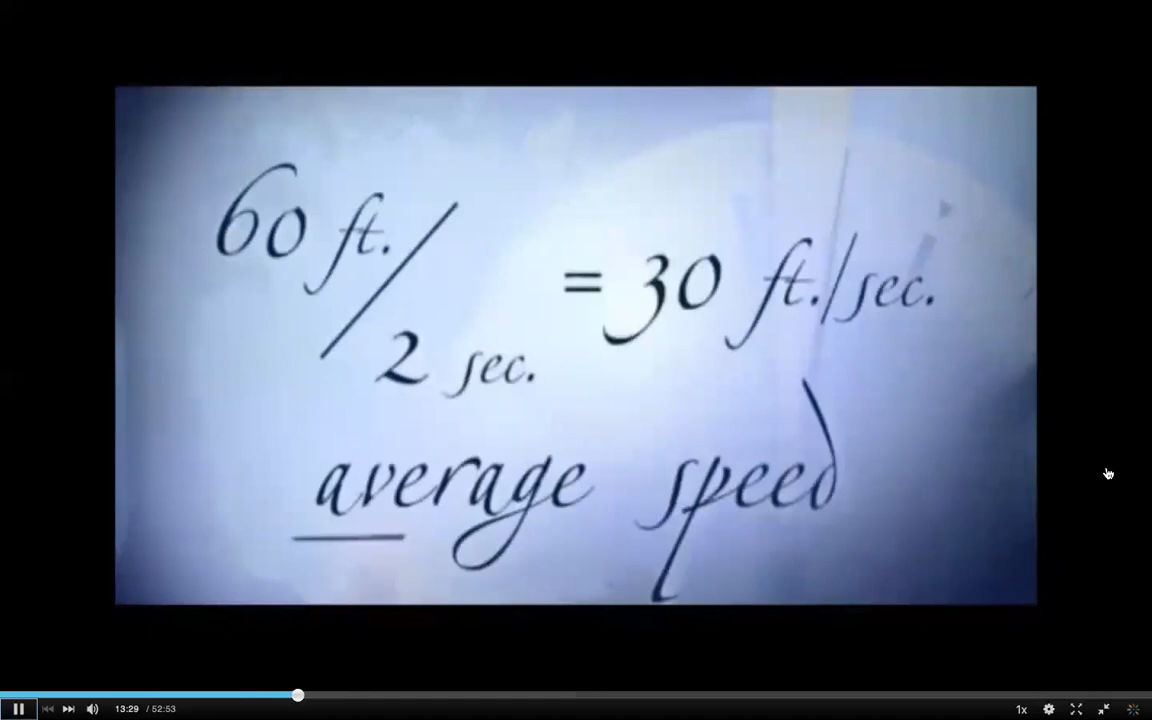 60 ft./2 sec. = 30 ft./sec.
average speed
13:29 / 52:53
1x